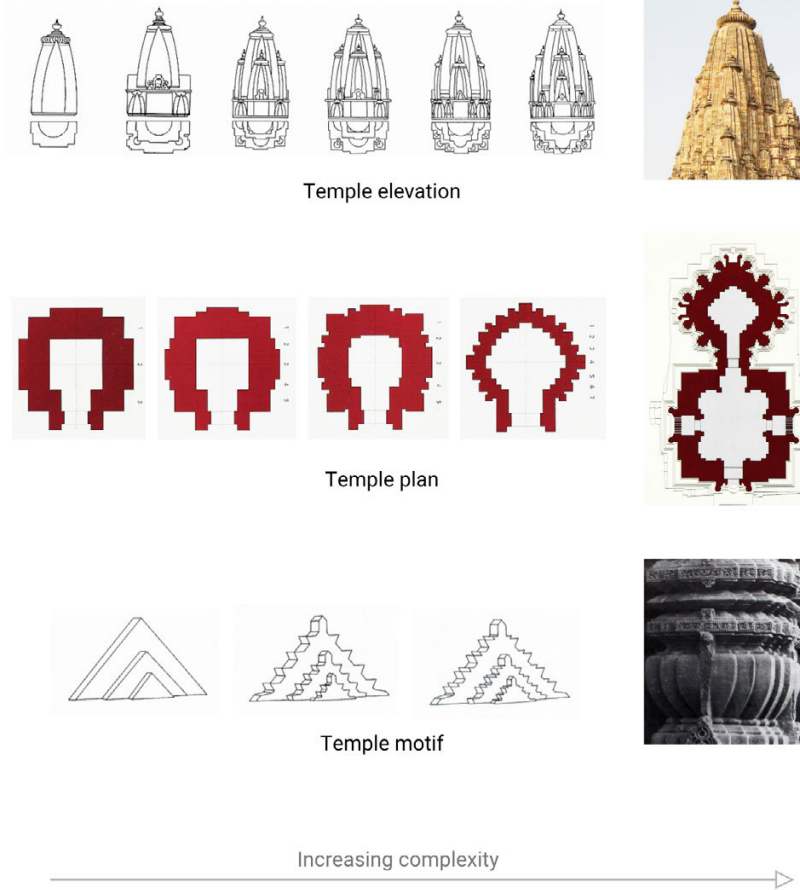 Temple elevation
Temple plan
Temple motif
Increasing complexity